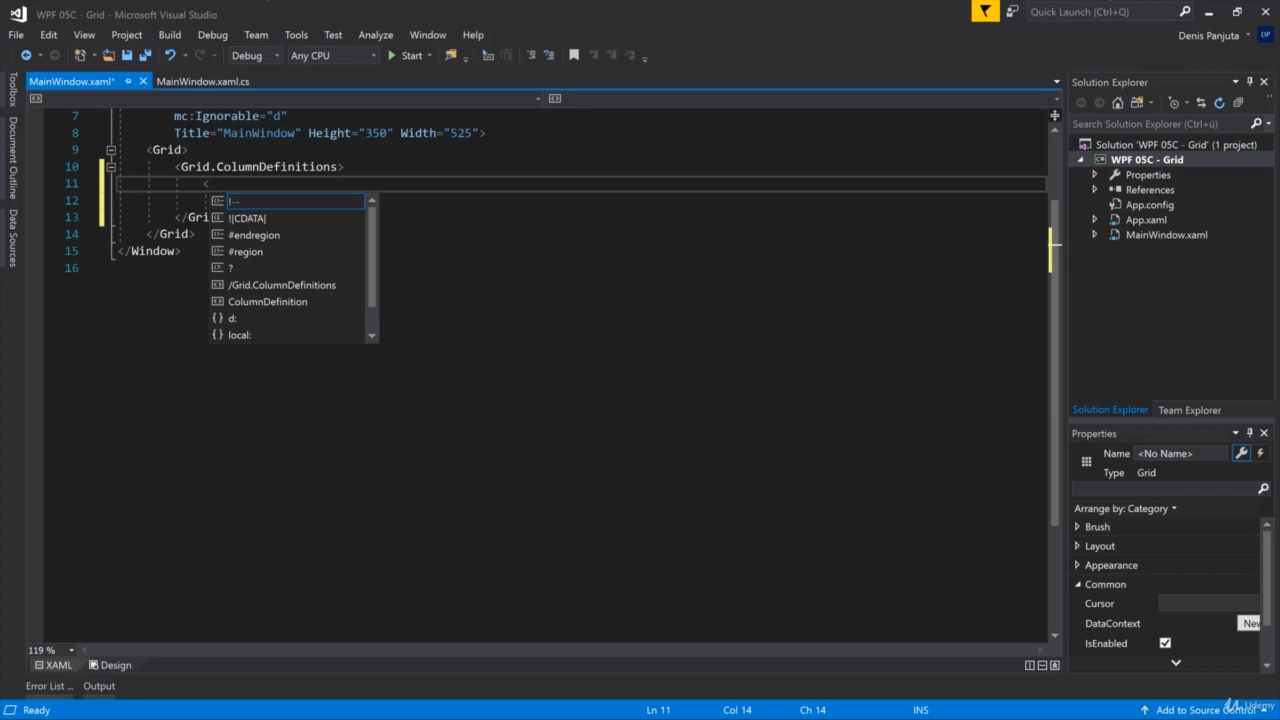 WPF 05C - Grid - Microsoft Visual Studio
Quick Launch (Ctrl+Q)
File Edit View Project Build Debug Team Tools Test Analyze Window Help
Denis Panjuta DP
Debug Any CPU Start
Toolbox
Document Outline
Data Sources
MainWindow.xaml* MainWindow.xaml.cs
7 mc:Ignorable="d"
8 Title="MainWindow" Height="350" Width="525">
9 <Grid>
10 <Grid.ColumnDefinitions>
11 <
12 !--
![CDATA[
13 </Gri
#endregion
14 </Grid>
#region
15 </Window>
?
16
/Grid.ColumnDefinitions
ColumnDefinition
{ } d:
{ } local:
119 %
XAML Design
Error List ... Output
Solution Explorer
Search Solution Explorer (Ctrl+ü)
Solution 'WPF 05C - Grid' (1 project)
WPF 05C - Grid
Properties
References
App.config
App.xaml
MainWindow.xaml
Solution Explorer Team Explorer
Properties
Name <No Name>
Type Grid
Arrange by: Category
Brush
Layout
Appearance
Common
Cursor
DataContext New
IsEnabled
Ready Ln 11 Col 14 Ch 14 INS Add to Source Control
Udemy